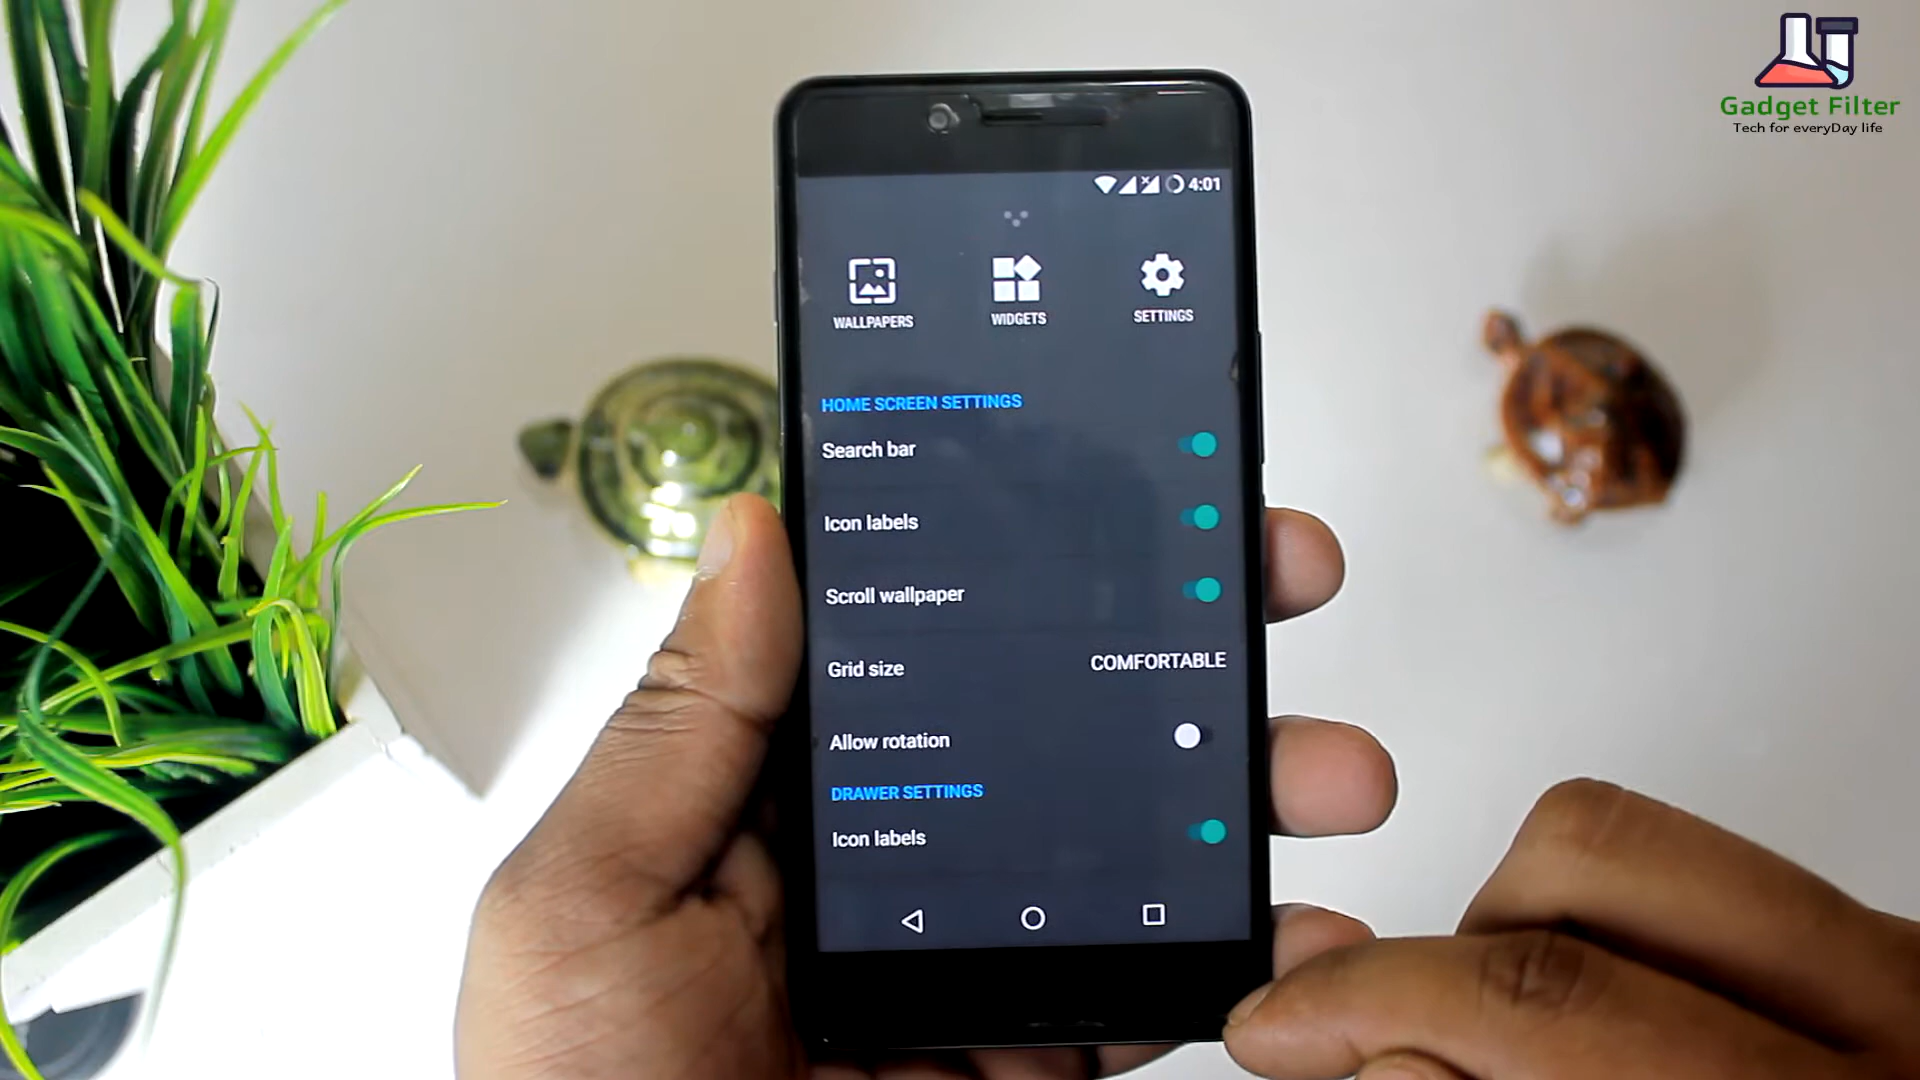 Gadget Filter
Tech for everyDay life
4:01
WALLPAPERS
WIDGETS
SETTINGS
HOME SCREEN SETTINGS
Search bar
Icon labels
Scroll wallpaper
Grid size COMFORTABLE
Allow rotation
DRAWER SETTINGS
Icon labels